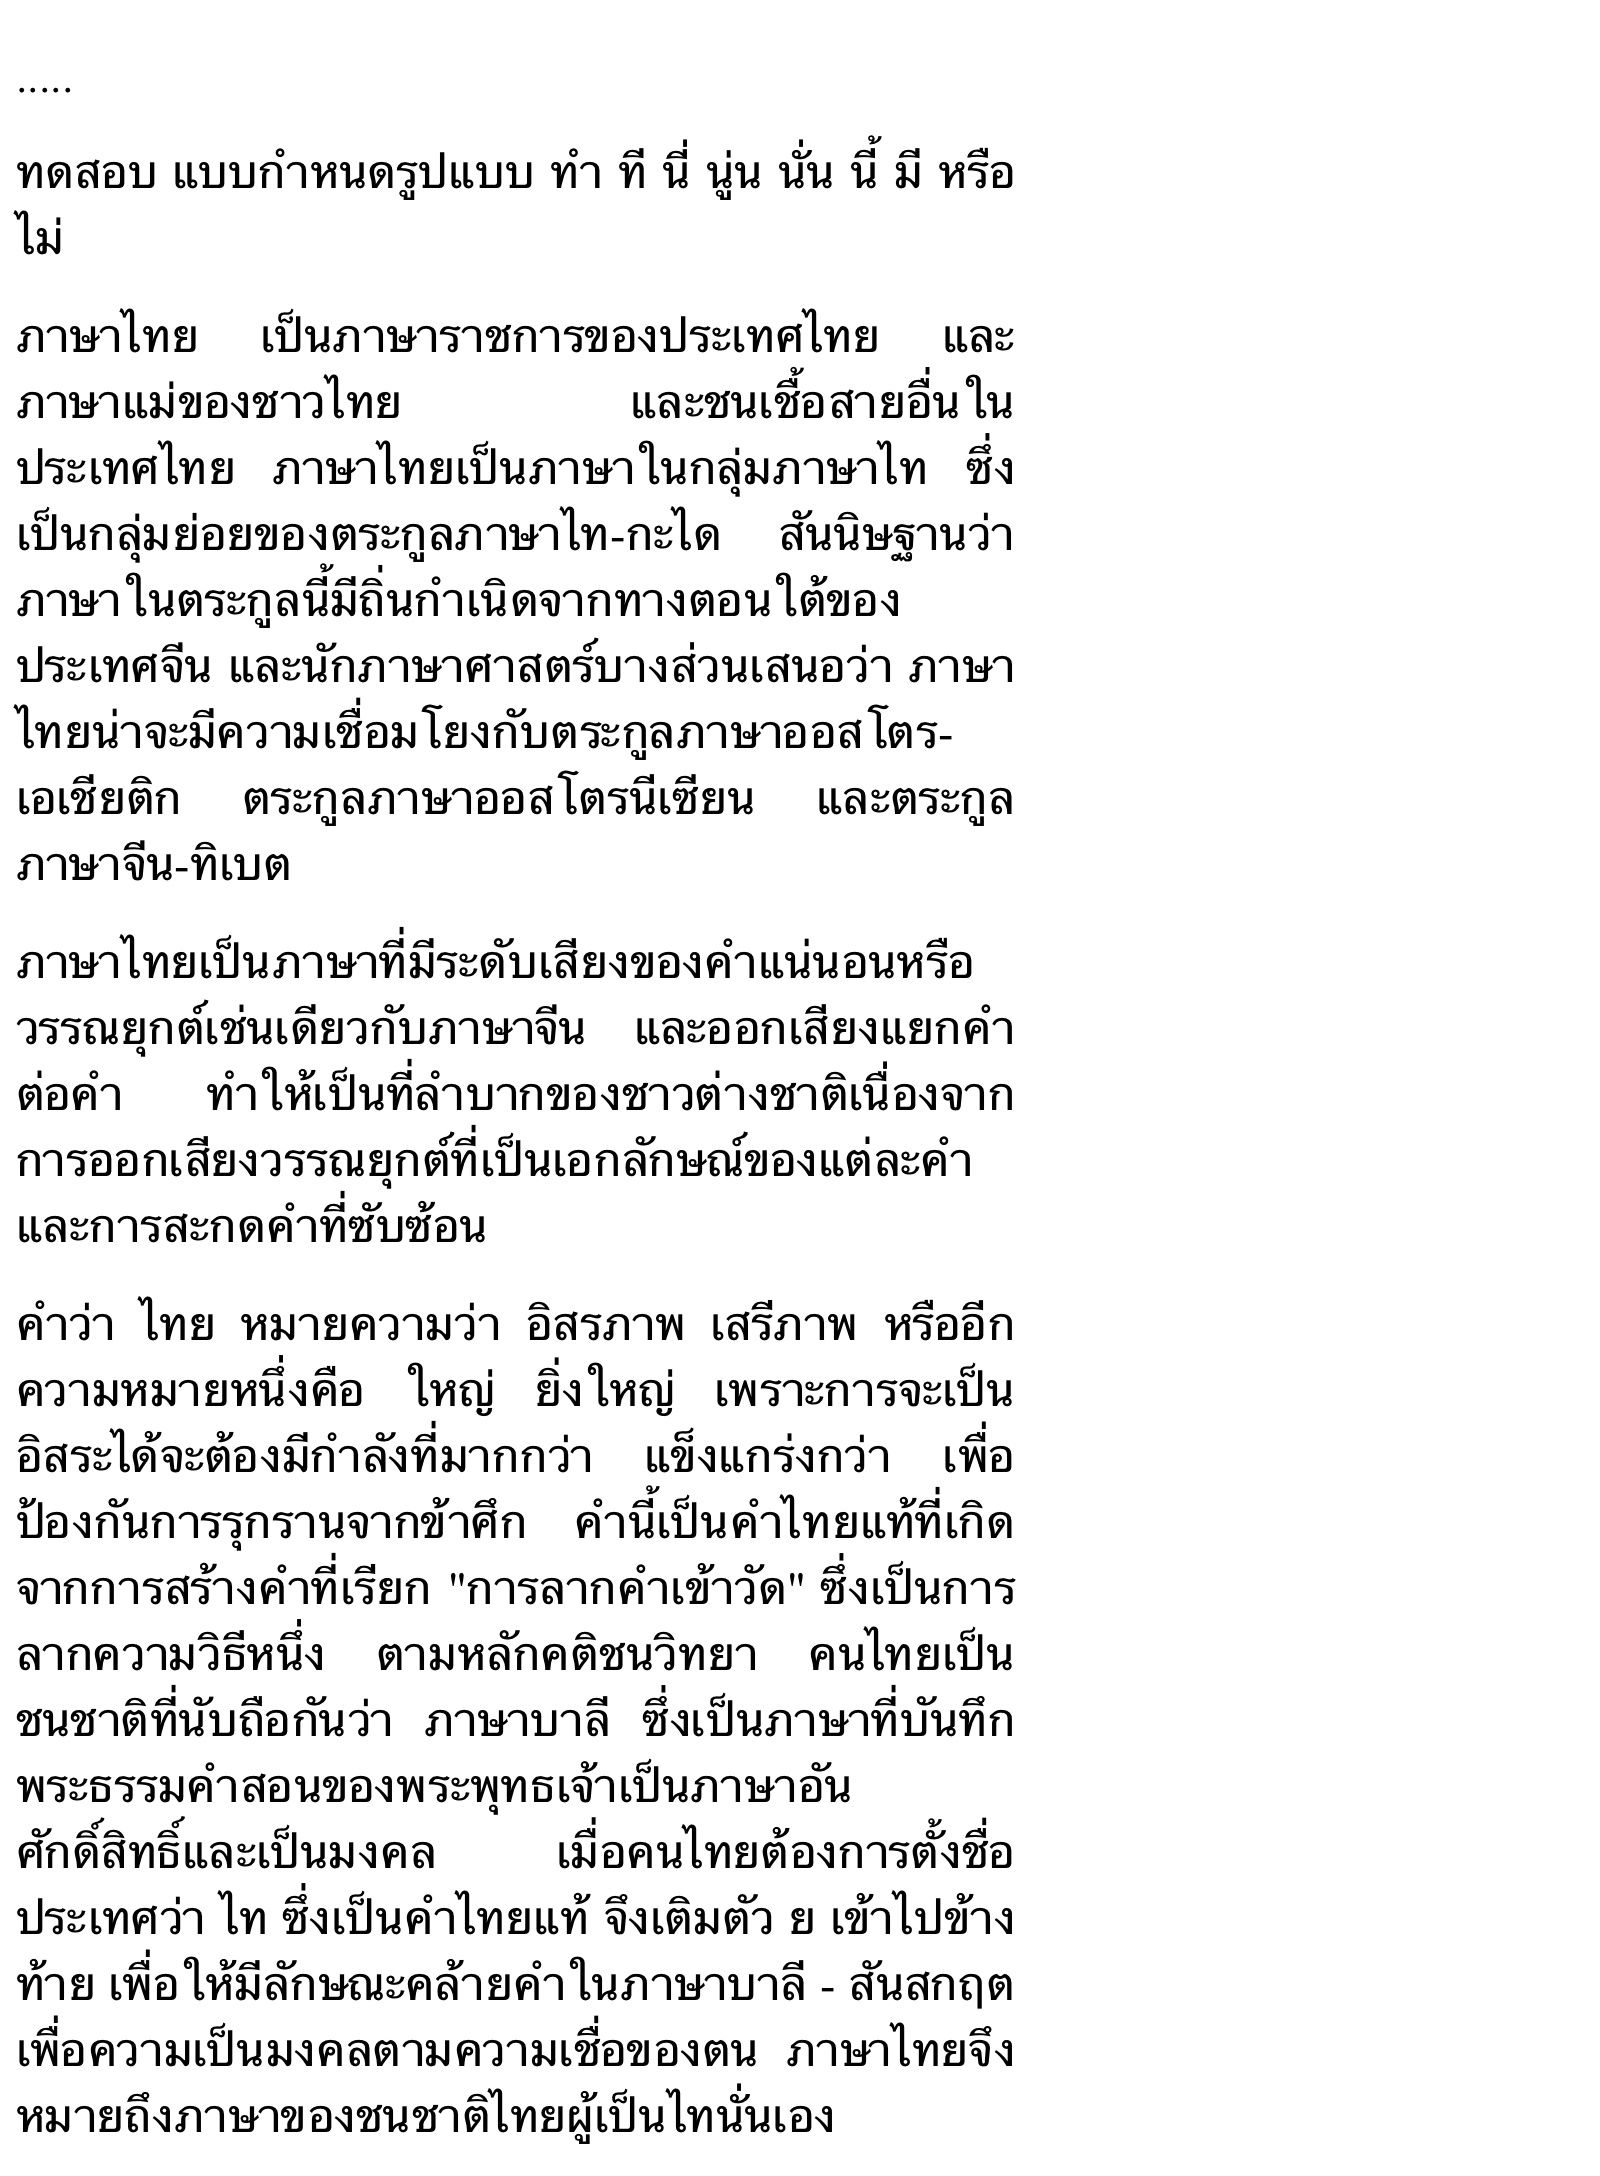 .....
ทดสอบ แบบกำหนดรูปแบบ ทำ ที นี่ นู่น นั่น นี้ มี หรือ
ไม่
ภาษาไทย เป็นภาษาราชการของประเทศไทย และ
ภาษาแม่ของชาวไทย และชนเชื้อสายอื่นใน
ประเทศไทย ภาษาไทยเป็นภาษาในกลุ่มภาษาไท ซึ่ง
เป็นกลุ่มย่อยของตระกูลภาษาไท-กะได สันนิษฐานว่า
ภาษาในตระกูลนี้มีถิ่นกำเนิดจากทางตอนใต้ของ
ประเทศจีน และนักภาษาศาสตร์บางส่วนเสนอว่า ภาษา
ไทยน่าจะมีความเชื่อมโยงกับตระกูลภาษาออสโตร-
เอเชียติก ตระกูลภาษาออสโตรนีเซียน และตระกูล
ภาษาจีน-ทิเบต
ภาษาไทยเป็นภาษาที่มีระดับเสียงของคำแน่นอนหรือ
วรรณยุกต์เช่นเดียวกับภาษาจีน และออกเสียงแยกคำ
ต่อคำ ทำให้เป็นที่ลำบากของชาวต่างชาติเนื่องจาก
การออกเสียงวรรณยุกต์ที่เป็นเอกลักษณ์ของแต่ละคำ
และการสะกดคำที่ซับซ้อน
คำว่า ไทย หมายความว่า อิสรภาพ เสรีภาพ หรืออีก
ความหมายหนึ่งคือ ใหญ่ ยิ่งใหญ่ เพราะการจะเป็น
อิสระได้จะต้องมีกำลังที่มากกว่า แข็งแกร่งกว่า เพื่อ
ป้องกันการรุกรานจากข้าศึก คำนี้เป็นคำไทยแท้ที่เกิด
จากการสร้างคำที่เรียก "การลากคำเข้าวัด" ซึ่งเป็นการ
ลากความวิธีหนึ่ง ตามหลักคติชนวิทยา คนไทยเป็น
ชนชาติที่นับถือกันว่า ภาษาบาลี ซึ่งเป็นภาษาที่บันทึก
พระธรรมคำสอนของพระพุทธเจ้าเป็นภาษาอัน
ศักดิ์สิทธิ์และเป็นมงคล เมื่อคนไทยต้องการตั้งชื่อ
ประเทศว่า ไท ซึ่งเป็นคำไทยแท้ จึงเติมตัว ย เข้าไปข้าง
ท้าย เพื่อให้มีลักษณะคล้ายคำในภาษาบาลี - สันสกฤต
เพื่อความเป็นมงคลตามความเชื่อของตน ภาษาไทยจึง
หมายถึงภาษาของชนชาติไทยผู้เป็นไทนั่นเอง